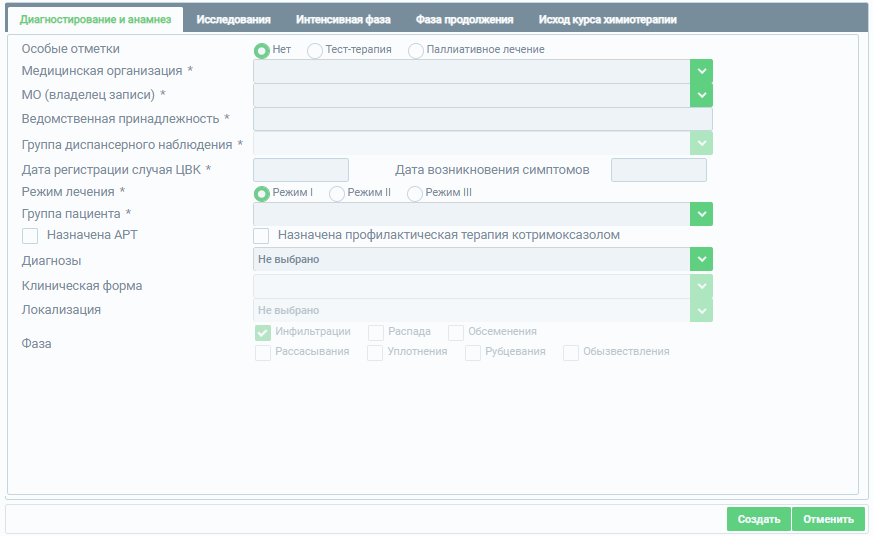 Диагностирование и анамнез Исследования Интенсивная фаза Фаза продолжения Исход курса химиотерапии
Особые отметки Нет Тест-терапия Паллиативное лечение
Медицинская организация *
МО (владелец записи) *
Ведомственная принадлежность *
Группа диспансерного наблюдения *
Дата регистрации случая ЦВК * Дата возникновения симптомов
Режим лечения * Режим I Режим II Режим III
Группа пациента *
Назначена АРТ Назначена профилактическая терапия котримоксазолом
Диагнозы Не выбрано
Клиническая форма
Локализация Не выбрано
Фаза Инфильтрации Распада Обсеменения
Рассасывания Уплотнения Рубцевания Обызвествления
Создать Отменить